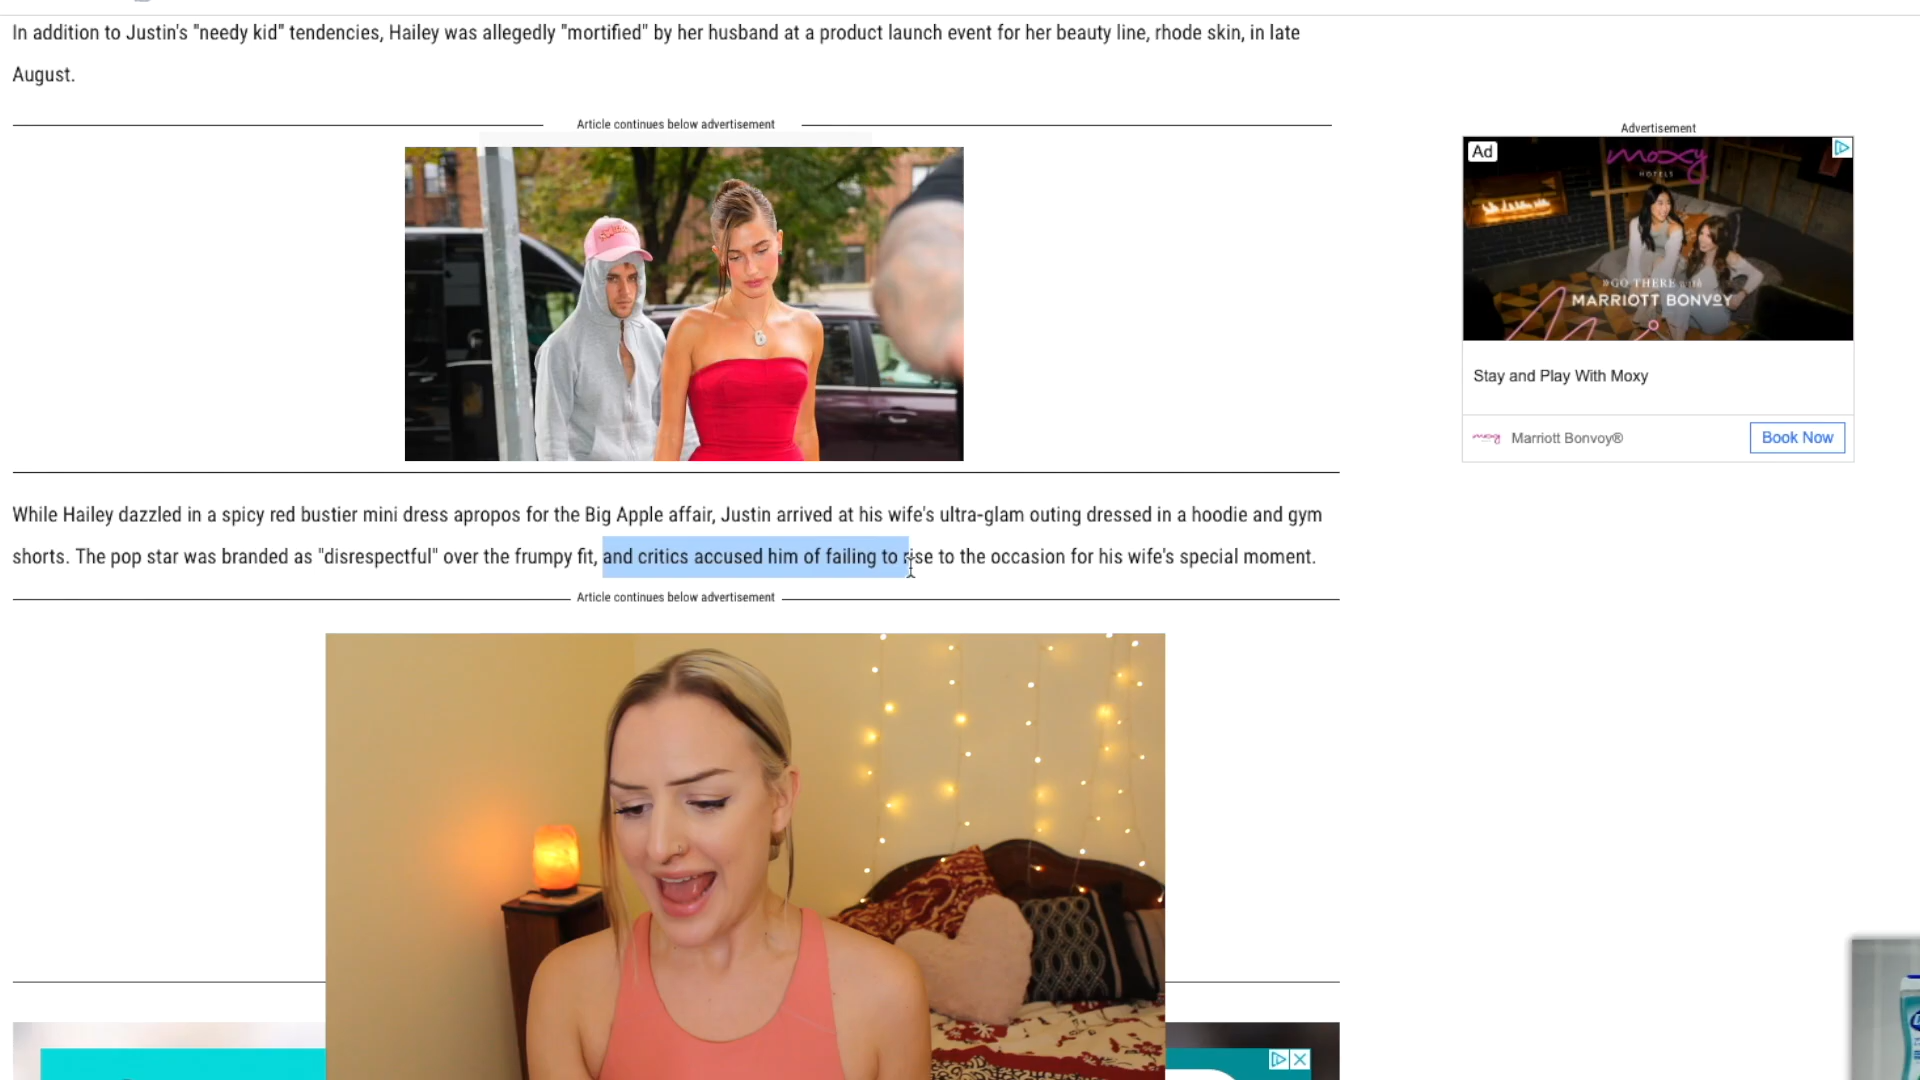 In addition to Justin's "needy kid" tendencies, Hailey was allegedly "mortified" by her husband at a product launch event for her beauty line, rhode skin, in late
August.
Article continues below advertisement
Advertisement
Ad
moxy
HOTELS
GO THERE with
MARRIOTT BONVOY
Stay and Play With Moxy
moxy Marriott Bonvoy®
Book Now
While Hailey dazzled in a spicy red bustier mini dress apropos for the Big Apple affair, Justin arrived at his wife's ultra-glam outing dressed in a hoodie and gym
shorts. The pop star was branded as "disrespectful" over the frumpy fit, and critics accused him of failing to rise to the occasion for his wife's special moment.
Article continues below advertisement